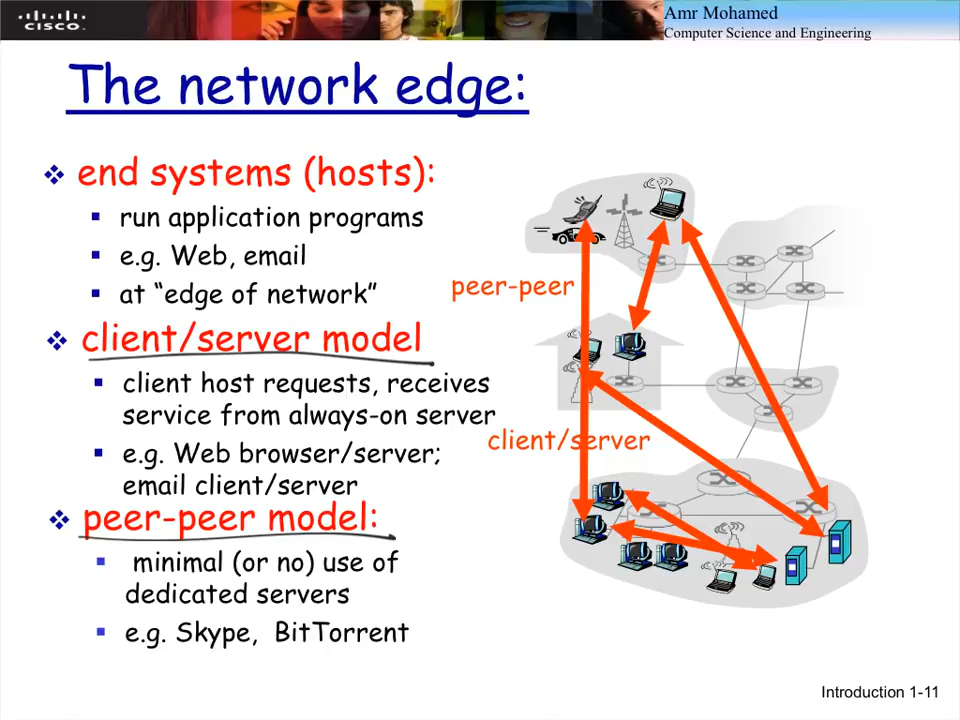 CISCO
Amr Mohamed
Computer Science and Engineering
The network edge:
end systems (hosts):
run application programs
e.g. Web, email
at “edge of network”
client/server model
client host requests, receives
service from always-on server
e.g. Web browser/server;
email client/server
peer-peer model:
minimal (or no) use of
dedicated servers
e.g. Skype, BitTorrent
peer-peer
client/server
Introduction 1-11